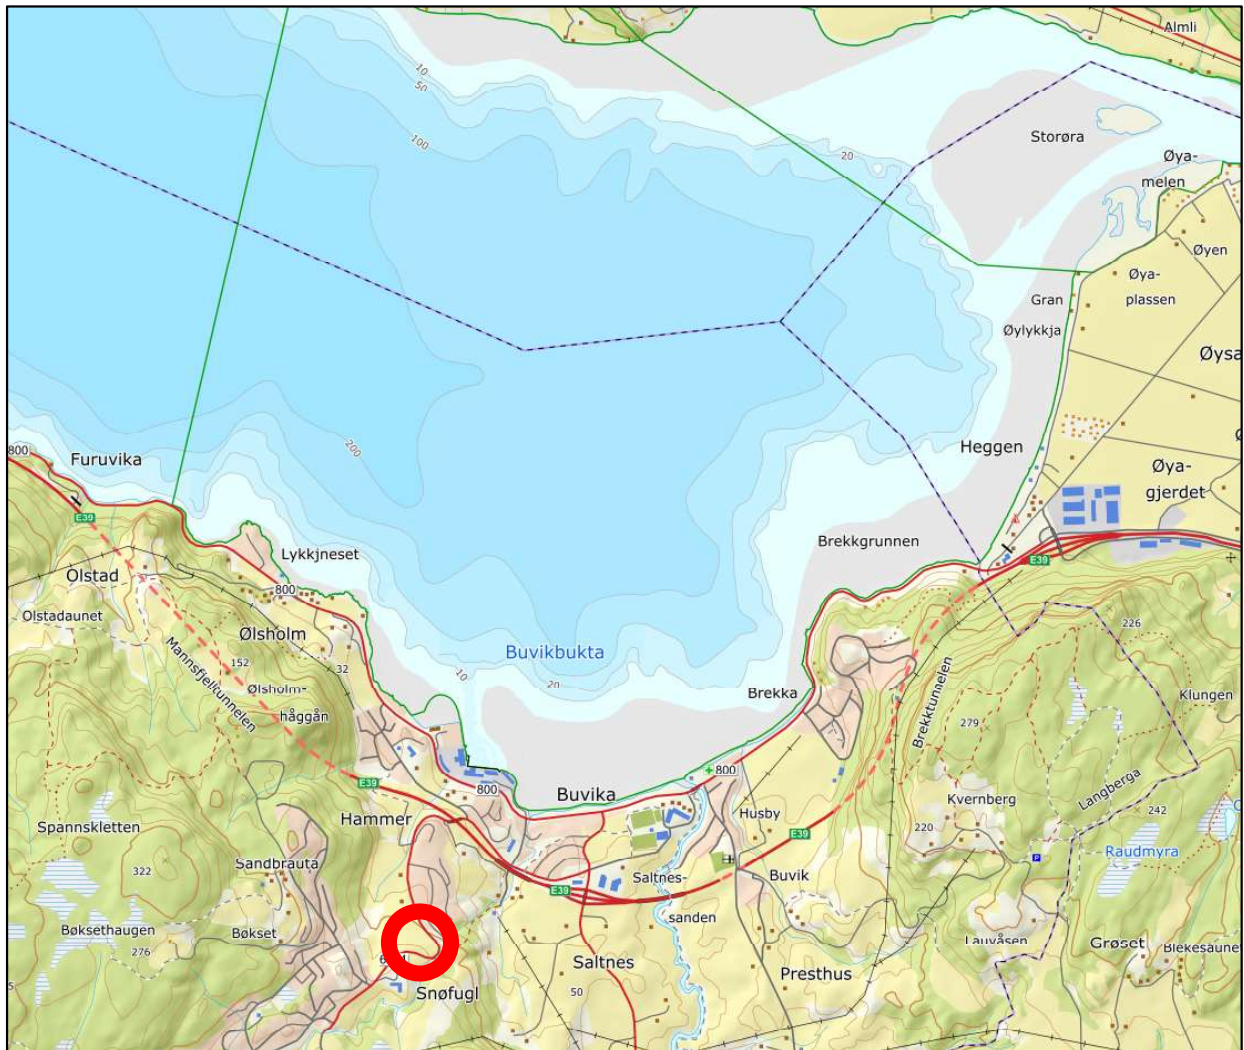 Almli
10
50
Storøra
100
20
Øya-
melen
Øyen
Øya-
plassen
Gran
Øylykkja
Øysa
800
Furuvika
200
Heggen
Øya-
gjerdet
E39
Lykkjneset
Brekkgrunnen
E39
Olstad
800
Olstadaunet
Ølsholm
226
Mannsfjelltunnelen
152
32
Buvikbukta
10
20
Brekka
Ølsholm-
håggån
Brekktunnelen
Klungen
279
E39
800
800
Buvika
Langberga
Hammer
Husby
Kvernberg
242
Spannskletten
E39
220
P
Raudmyra
Sandbrauta
322
Saltnes-
sanden
Buvik
E39
Bøksethaugen
Bøkset
276
Lauvåsen
Grøset
Blekesaunet
Saltnes
Presthus
Snøfugl
50